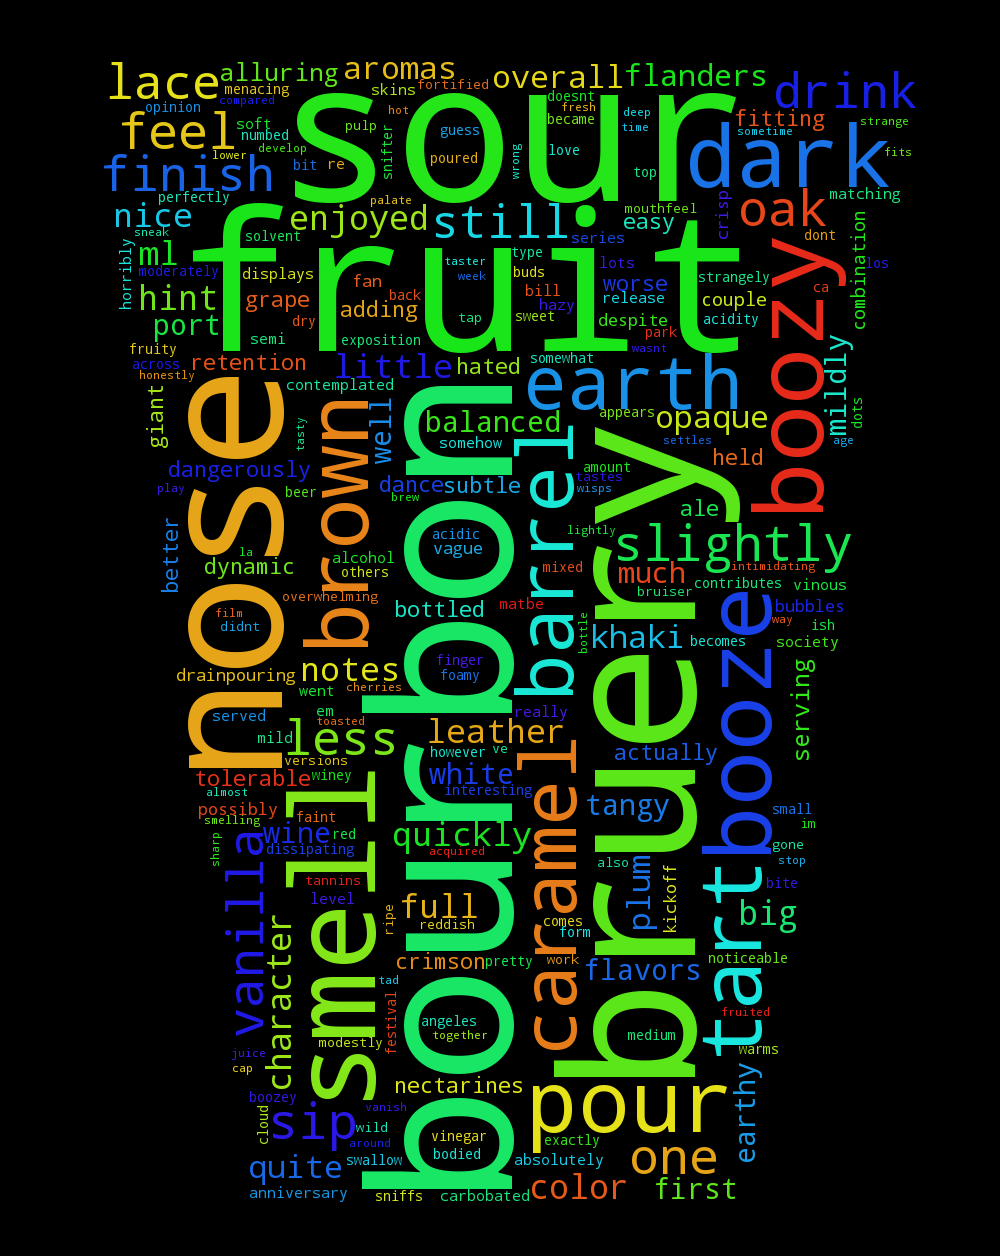 lace
alluring
aromas
sour
overall
flanders
drink
menacing
skins
fortified
doesnt
fresh
deep
opinion
compared
hot
became
time
fitting
strange
feel
soft
numbed
pulp
snifter
guess
sometime
dark
develop
lower
bit
re
poured
wrong
love
top
fits
finish
perfectly
palate
matching
nice
enjoyed
still
mouthfeel
easy
crisp
oak
sneak
solvent
fruit
series
dont
combination
horribly
ml
type
taster
moderately
displays
week
buds
lots
strangely
los
hint
fan
worse
ca
grape
back
bill
hazy
release
couple
boozy
adding
port
dry
tap
sweet
despite
acidity
semi
exposition
park
fruity
across
retention
little
hated
somewhat
wasnt
mildly
honestly
contemplated
earth
giant
nose
brown
well
bourbon
balanced
barrel
brewery
appears
opaque
dots
tasty
somehow
settles
age
dangerously
dance
subtle
amount
tastes
held
play
beer
brew
wisps
ale
better
la
dynamic
alcohol
acidic
vague
lightly
slightly
others
mixed
much
intimidating
overwhelming
bruiser
contributes
vinous
film
didnt
bottled
matbe
bottle
khaki
becomes
booze
bubbles
way
ish
society
drainpouring
notes
finger
foamy
cherries
went
em
serving
served
toasted
really
mild
less
leather
however
ve
actually
versions
white
tolerable
winey
interesting
almost
possibly
faint
caramel
tangy
small
smelling
im
wine
red
quickly
sharp
dissipating
acquired
gone
vanilla
smell
tannins
also
plum
kickoff
tart
stop
level
bite
ripe
full
reddish
comes
form
big
character
crimson
pretty
work
flavors
noticeable
tad
festival
angeles
together
medium
fruited
modestly
warms
juice
cap
nectarines
pour
earthy
boozey
vanish
cloud
sip
wild
around
vinegar
bodied
exactly
quite
swallow
absolutely
one
anniversary
sniffs
carbobated
color
first